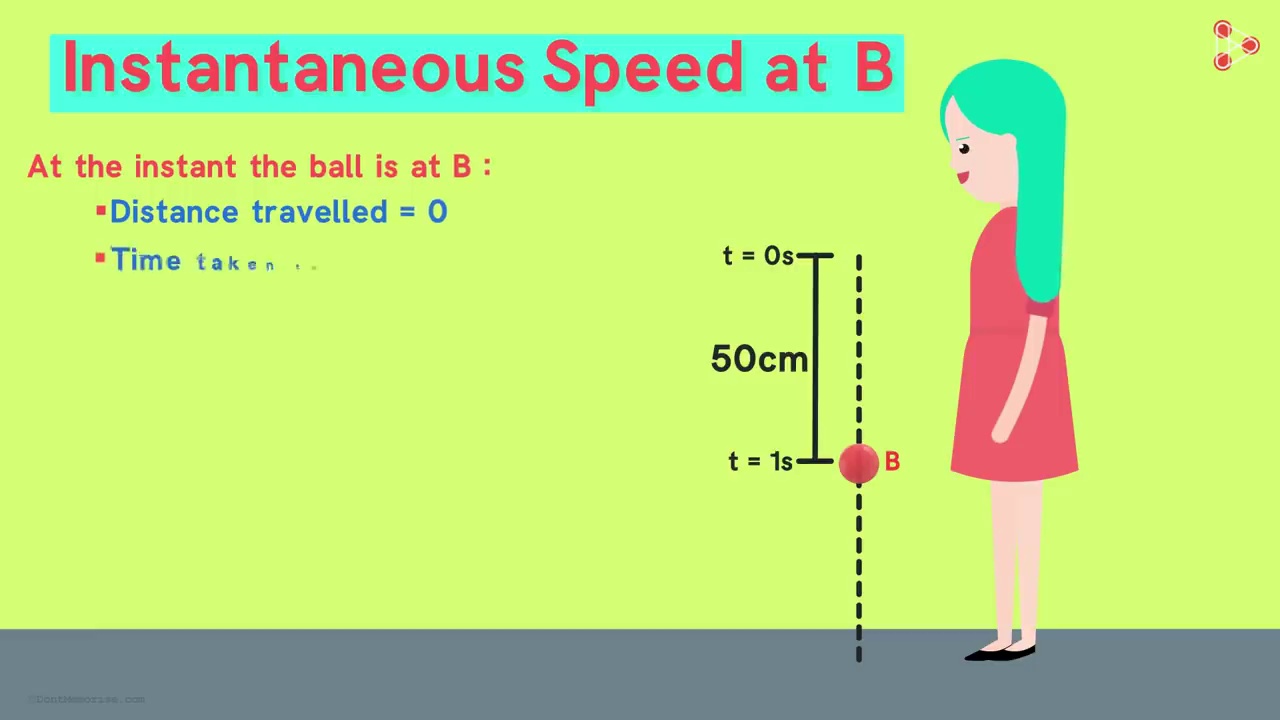 Instantaneous Speed at B
At the instant the ball is at B :
Distance travelled = 0
Time taken
t = 0s
50cm
t = 1s
B
©DontMemorise.com